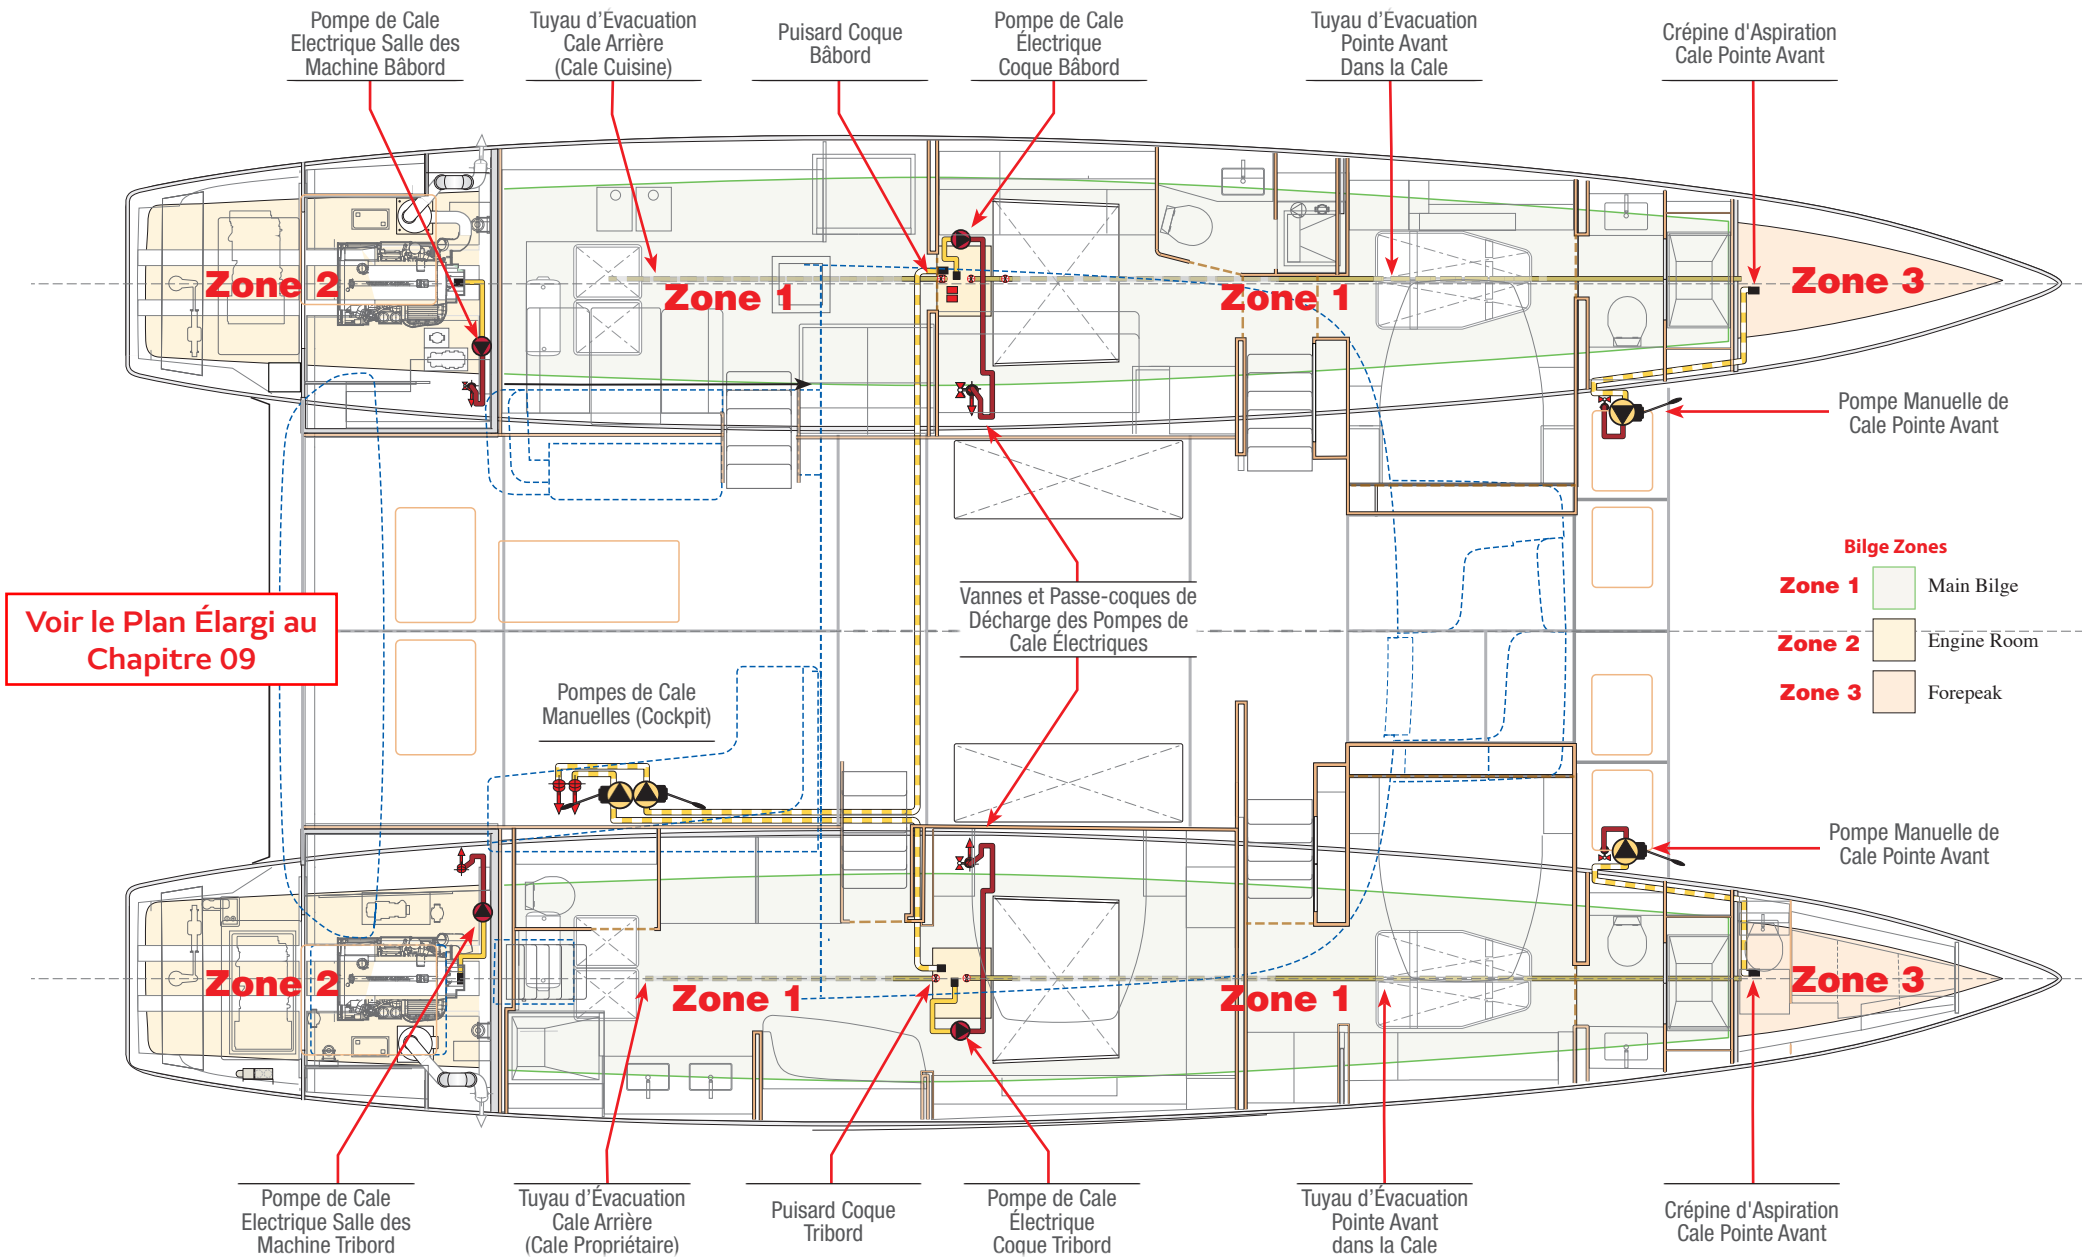 Pompe de Cale
Electrique Salle des
Machine Bâbord
Tuyau d’Évacuation
Cale Arrière
(Cale Cuisine)
Puisard Coque
Bâbord
Pompe de Cale
Électrique
Coque Bâbord
Tuyau d’Évacuation
Pointe Avant
Dans la Cale
Crépine d'Aspiration
Cale Pointe Avant
Zone 2
Zone 1
Zone 1
Zone 3
Pompe Manuelle de
Cale Pointe Avant
Bilge Zones
Zone 1 Main Bilge
Zone 2 Engine Room
Zone 3 Forepeak
Vannes et Passe-coques de
Décharge des Pompes de
Cale Électriques
Voir le Plan Élargi au
Chapitre 09
Pompes de Cale
Manuelles (Cockpit)
Pompe Manuelle de
Cale Pointe Avant
Zone 2
Zone 1
Zone 1
Zone 3
Pompe de Cale
Electrique Salle des
Machine Tribord
Tuyau d’Évacuation
Cale Arrière
(Cale Propriétaire)
Puisard Coque
Tribord
Pompe de Cale
Électrique
Coque Tribord
Tuyau d’Évacuation
Pointe Avant
dans la Cale
Crépine d'Aspiration
Cale Pointe Avant